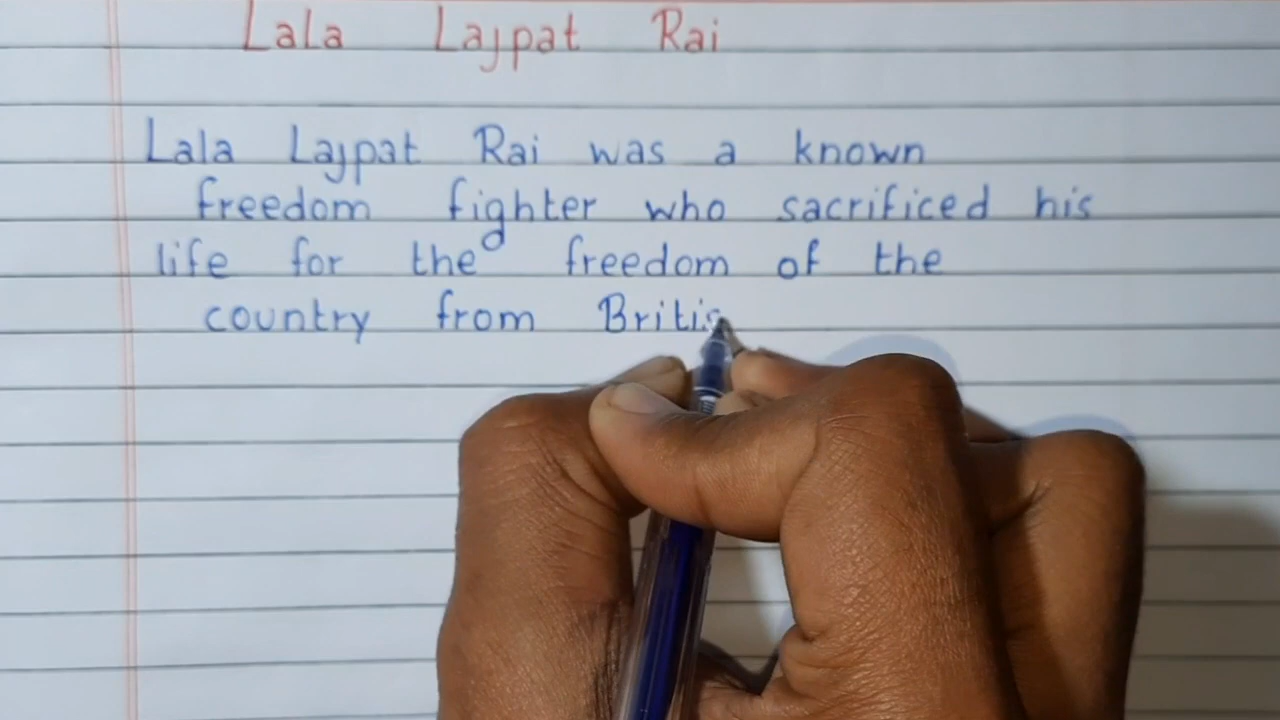 Lala Lajpat Rai
Lala Lajpat Rai was a known
freedom fighter who sacrificed his
life for the freedom of the
country from Britis